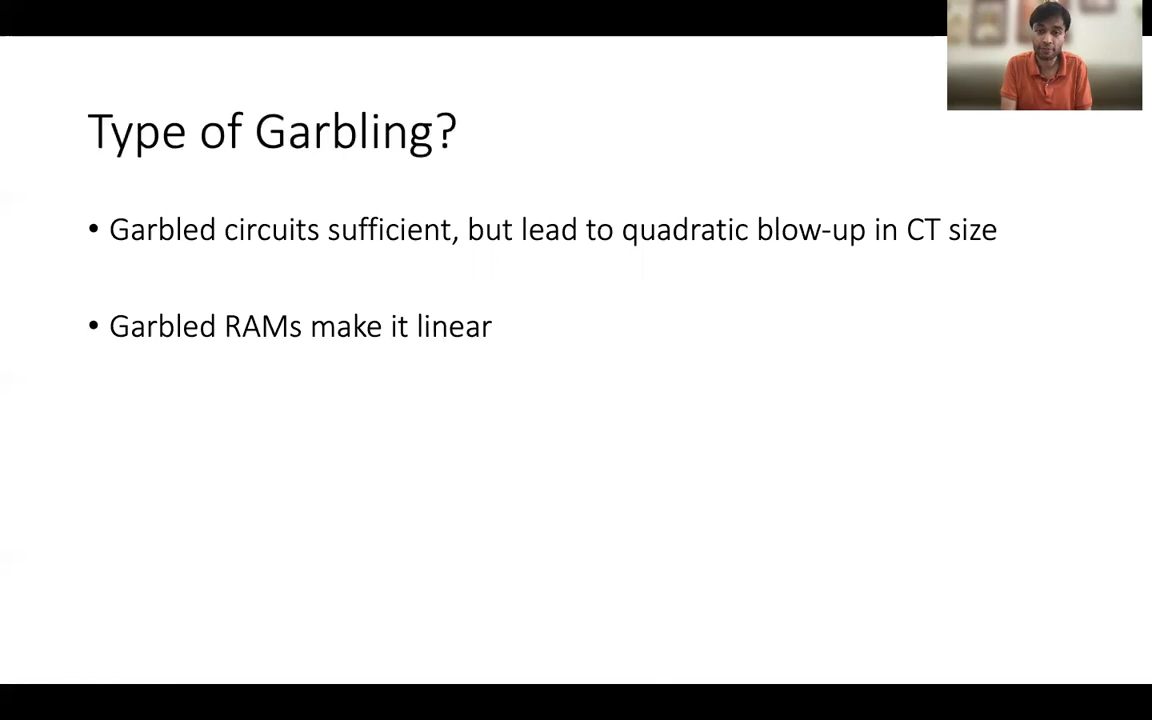 Type of Garbling?
• Garbled circuits sufficient, but lead to quadratic blow-up in CT size
• Garbled RAMs make it linear